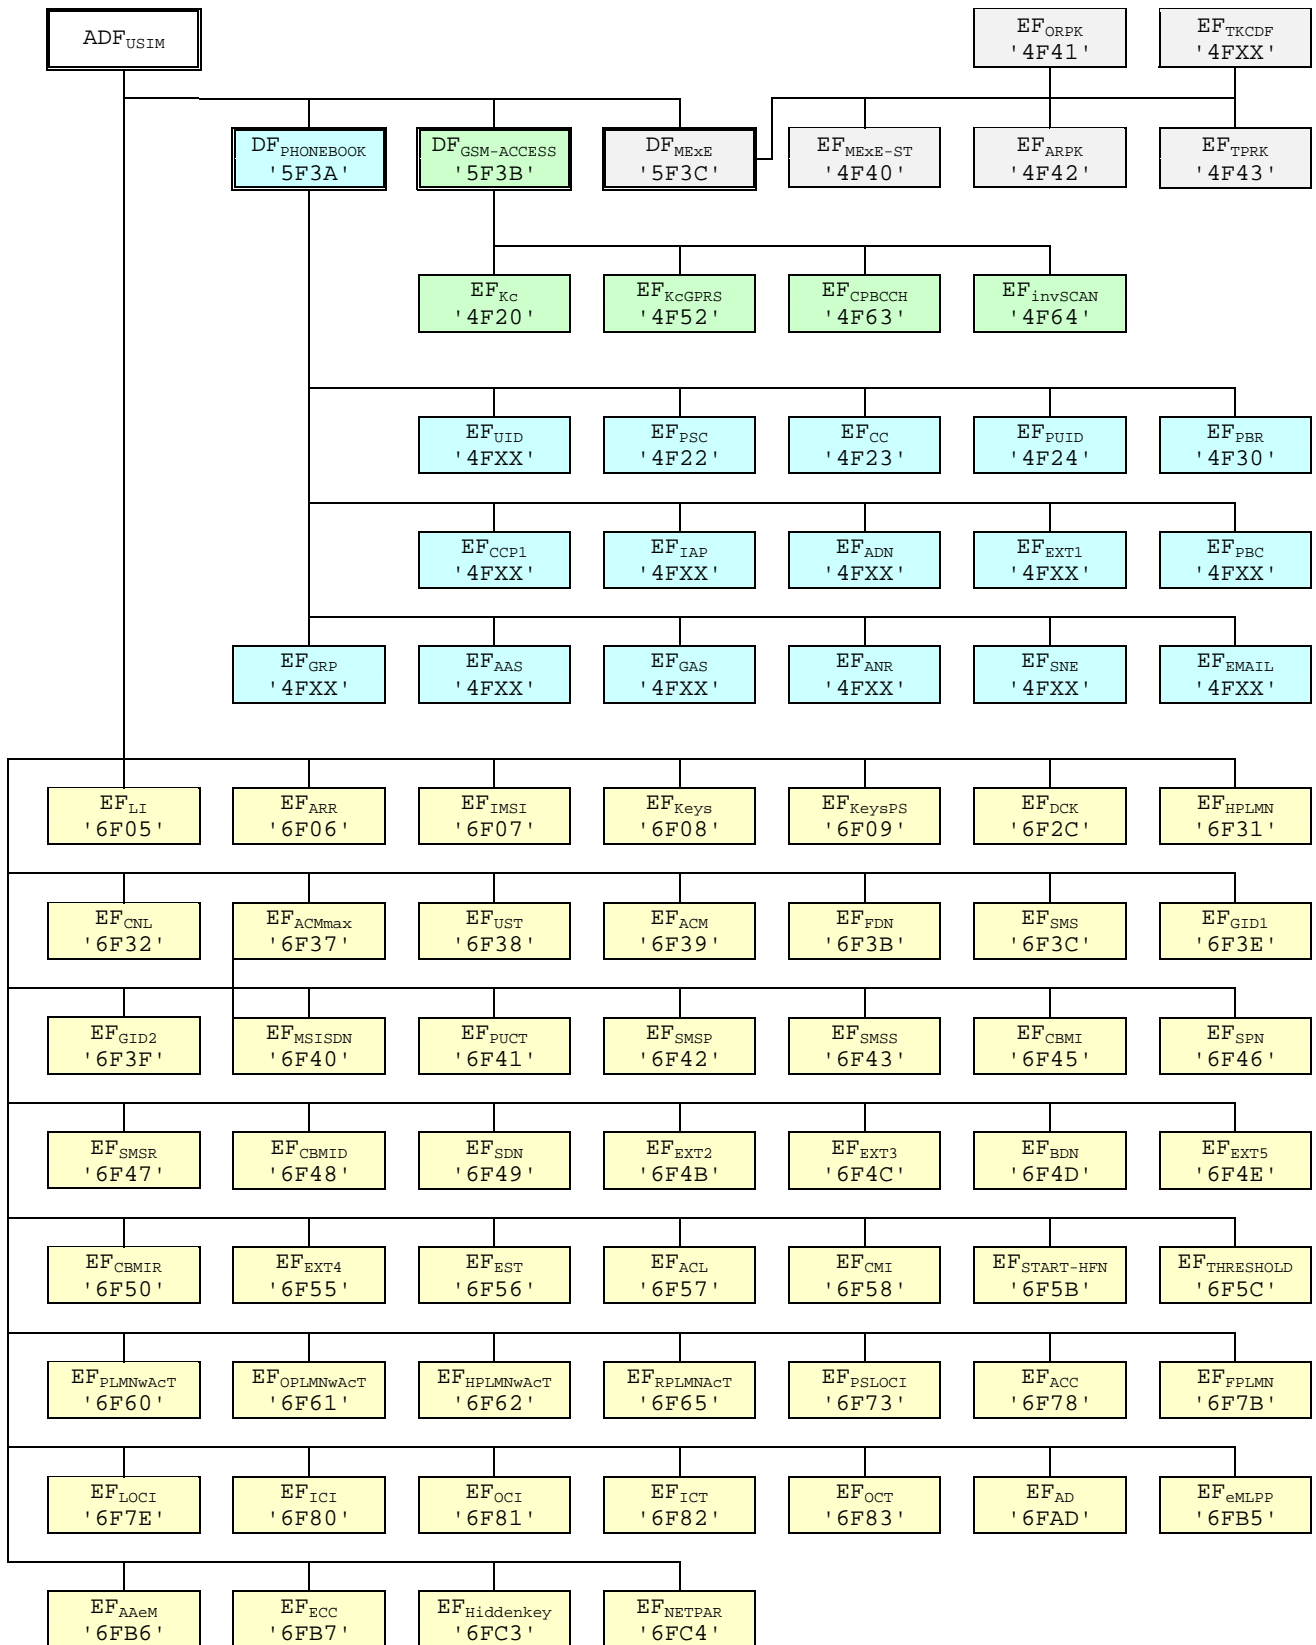 ADFUSIM
EFORPK
'4F41'
EFTKCDF
'4FXX'
DFPHONEBOOK
'5F3A'
DFGSM-ACCESS
'5F3B'
DFMExE
'5F3C'
EFMExE-ST
'4F40'
EFARPK
'4F42'
EFTPRK
'4F43'
EFKc
'4F20'
EFKcGPRS
'4F52'
EFCPBCCH
'4F63'
EFinvSCAN
'4F64'
EFUID
'4FXX'
EFPSC
'4F22'
EFCC
'4F23'
EFPUID
'4F24'
EFPBR
'4F30'
EFCCP1
'4FXX'
EFIAP
'4FXX'
EFADN
'4FXX'
EFEXT1
'4FXX'
EFPBC
'4FXX'
EFGRP
'4FXX'
EFAAS
'4FXX'
EFGAS
'4FXX'
EFANR
'4FXX'
EFSNE
'4FXX'
EFEMAIL
'4FXX'
EFLI
'6F05'
EFARR
'6F06'
EFIMSI
'6F07'
EFKeys
'6F08'
EFKeysPS
'6F09'
EFDCK
'6F2C'
EFHPLMN
'6F31'
EFCNL
'6F32'
EFACMmax
'6F37'
EFUST
'6F38'
EFACM
'6F39'
EFFDN
'6F3B'
EFSMS
'6F3C'
EFGID1
'6F3E'
EFGID2
'6F3F'
EFMSISDN
'6F40'
EFPUCT
'6F41'
EFSMSP
'6F42'
EFSMSS
'6F43'
EFCBMI
'6F45'
EFSPN
'6F46'
EFSMSR
'6F47'
EFCBMID
'6F48'
EFSDN
'6F49'
EFEXT2
'6F4B'
EFEXT3
'6F4C'
EFBDN
'6F4D'
EFEXT5
'6F4E'
EFCBMIR
'6F50'
EFEXT4
'6F55'
EFEST
'6F56'
EFACL
'6F57'
EFCMI
'6F58'
EFSTART-HFN
'6F5B'
EFTHRESHOLD
'6F5C'
EFPLMNwAcT
'6F60'
EFOPLMNwAcT
'6F61'
EFHPLMNwAcT
'6F62'
EFRPLMNAcT
'6F65'
EFPSLOCI
'6F73'
EFACC
'6F78'
EFFPLMN
'6F7B'
EFLOCI
'6F7E'
EFICI
'6F80'
EFOCI
'6F81'
EFICT
'6F82'
EFOCT
'6F83'
EFAD
'6FAD'
EFeMLPP
'6FB5'
EFAAeM
'6FB6'
EFECC
'6FB7'
EFHiddenkey
'6FC3'
EFNETPAR
'6FC4'